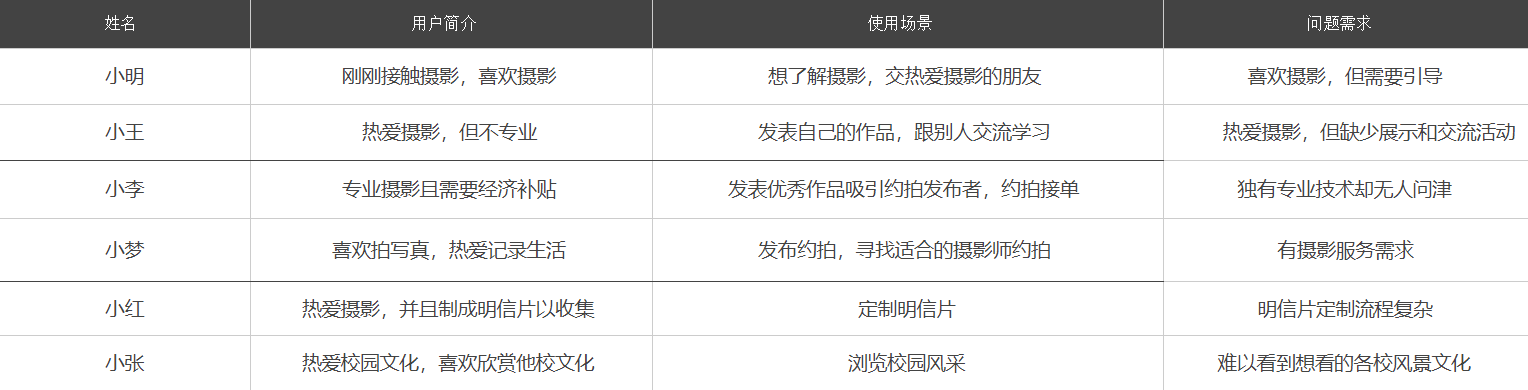 姓名 用户简介 使用场景 问题需求
小明 刚刚接触摄影，喜欢摄影 想了解摄影，交热爱摄影的朋友 喜欢摄影，但需要引导
小王 热爱摄影，但不专业 发表自己的作品，跟别人交流学习 热爱摄影，但缺少展示和交流活动
小李 专业摄影且需要经济补贴 发表优秀作品吸引约拍发布者，约拍接单 独有专业技术却无人问津
小梦 喜欢拍写真，热爱记录生活 发布约拍，寻找适合的摄影师约拍 有摄影服务需求
小红 热爱摄影，并且制成明信片以收集 定制明信片 明信片定制流程复杂
小张 热爱校园文化，喜欢欣赏他校文化 浏览校园风采 难以看到想看的各校风景文化